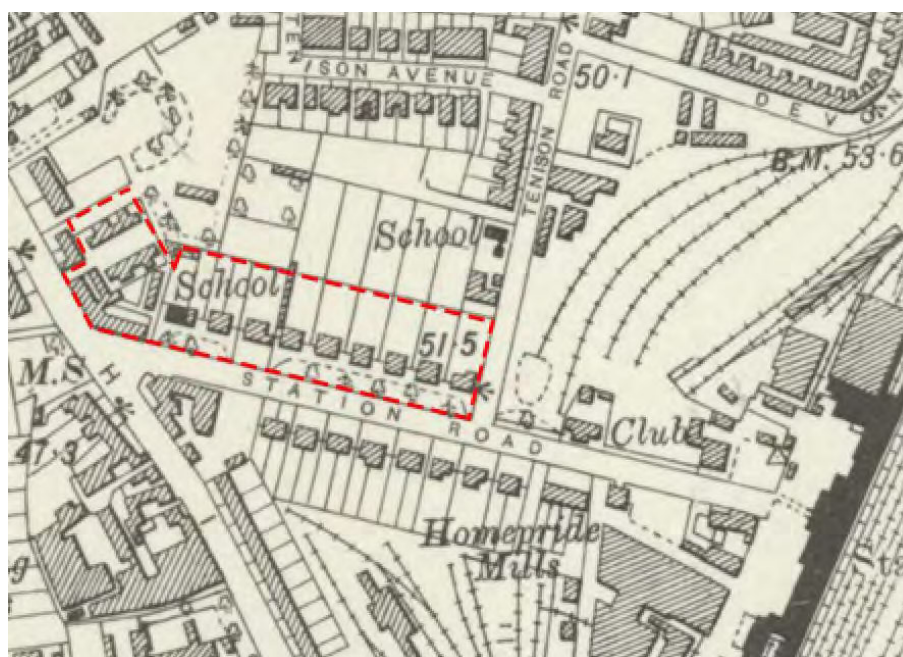 TEN
ISON AVENUE
TENISON ROAD
50·1
DEVON
B.M. 53·6
School
School
51·5
M.S
H
I
STATION ROAD
Club
47·3
g
Homepride
Mills